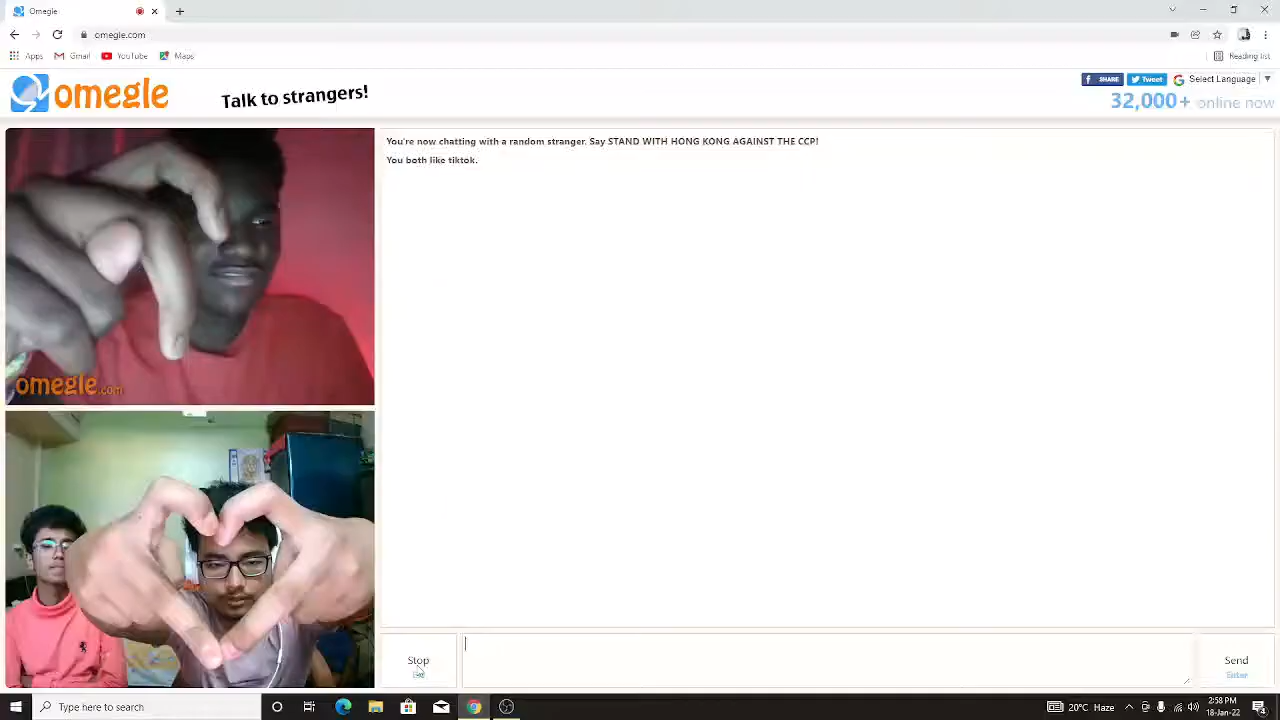 Omegle
omegle.com
Apps Gmail YouTube Maps Reading list
omegle Talk to strangers! SHARE Tweet Select Language
32,000+ online now
You're now chatting with a random stranger. Say STAND WITH HONG KONG AGAINST THE CCP!
You both like tiktok.
omegle.com
Stop
Esc
Send
Enter
Type here to search
20°C Haze
2:58 PM
18-Jan-22